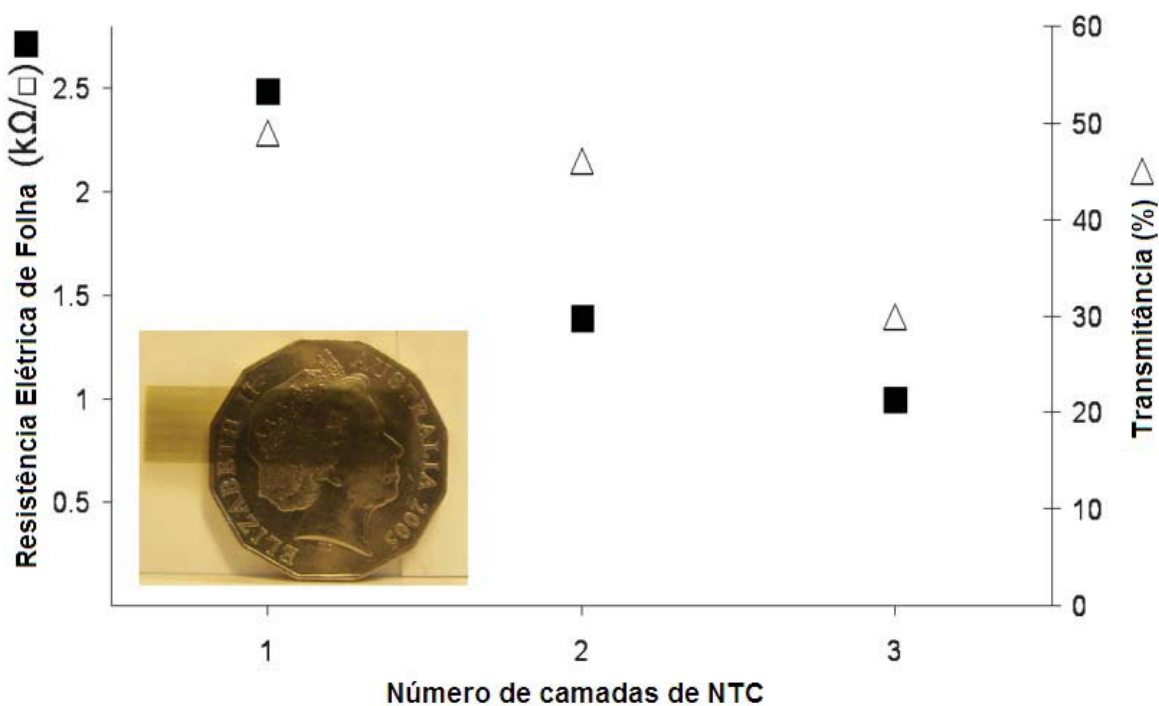 Resistência Elétrica de Folha (kΩ/□)
2.5
2
1.5
1
0.5
60
50
40
30
20
10
0
Transmitância (%)
1 2 3
Número de camadas de NTC
ELIZABETH II AUSTRALIA 2005